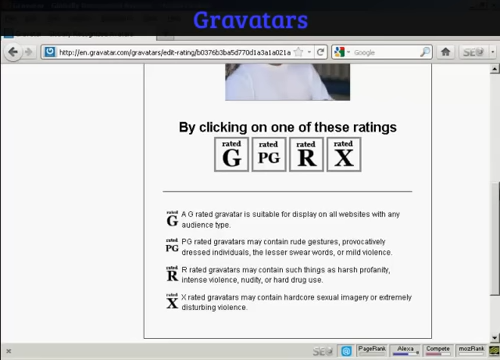 Gravatars
http://en.gravatar.com/gravatars/edit-rating/b0376b3ba5d770d1a3a1a021a
Google
SEO
By clicking on one of these ratings
rated G rated PG rated R rated X
rated G A G rated gravatar is suitable for display on all websites with any
audience type.
rated PG PG rated gravatars may contain rude gestures, provocatively
dressed individuals, the lesser swear words, or mild violence.
rated R R rated gravatars may contain such things as harsh profanity,
intense violence, nudity, or hard drug use.
rated X X rated gravatars may contain hardcore sexual imagery or extremely
disturbing violence.
SEO PageRank Alexa Compete mozRank